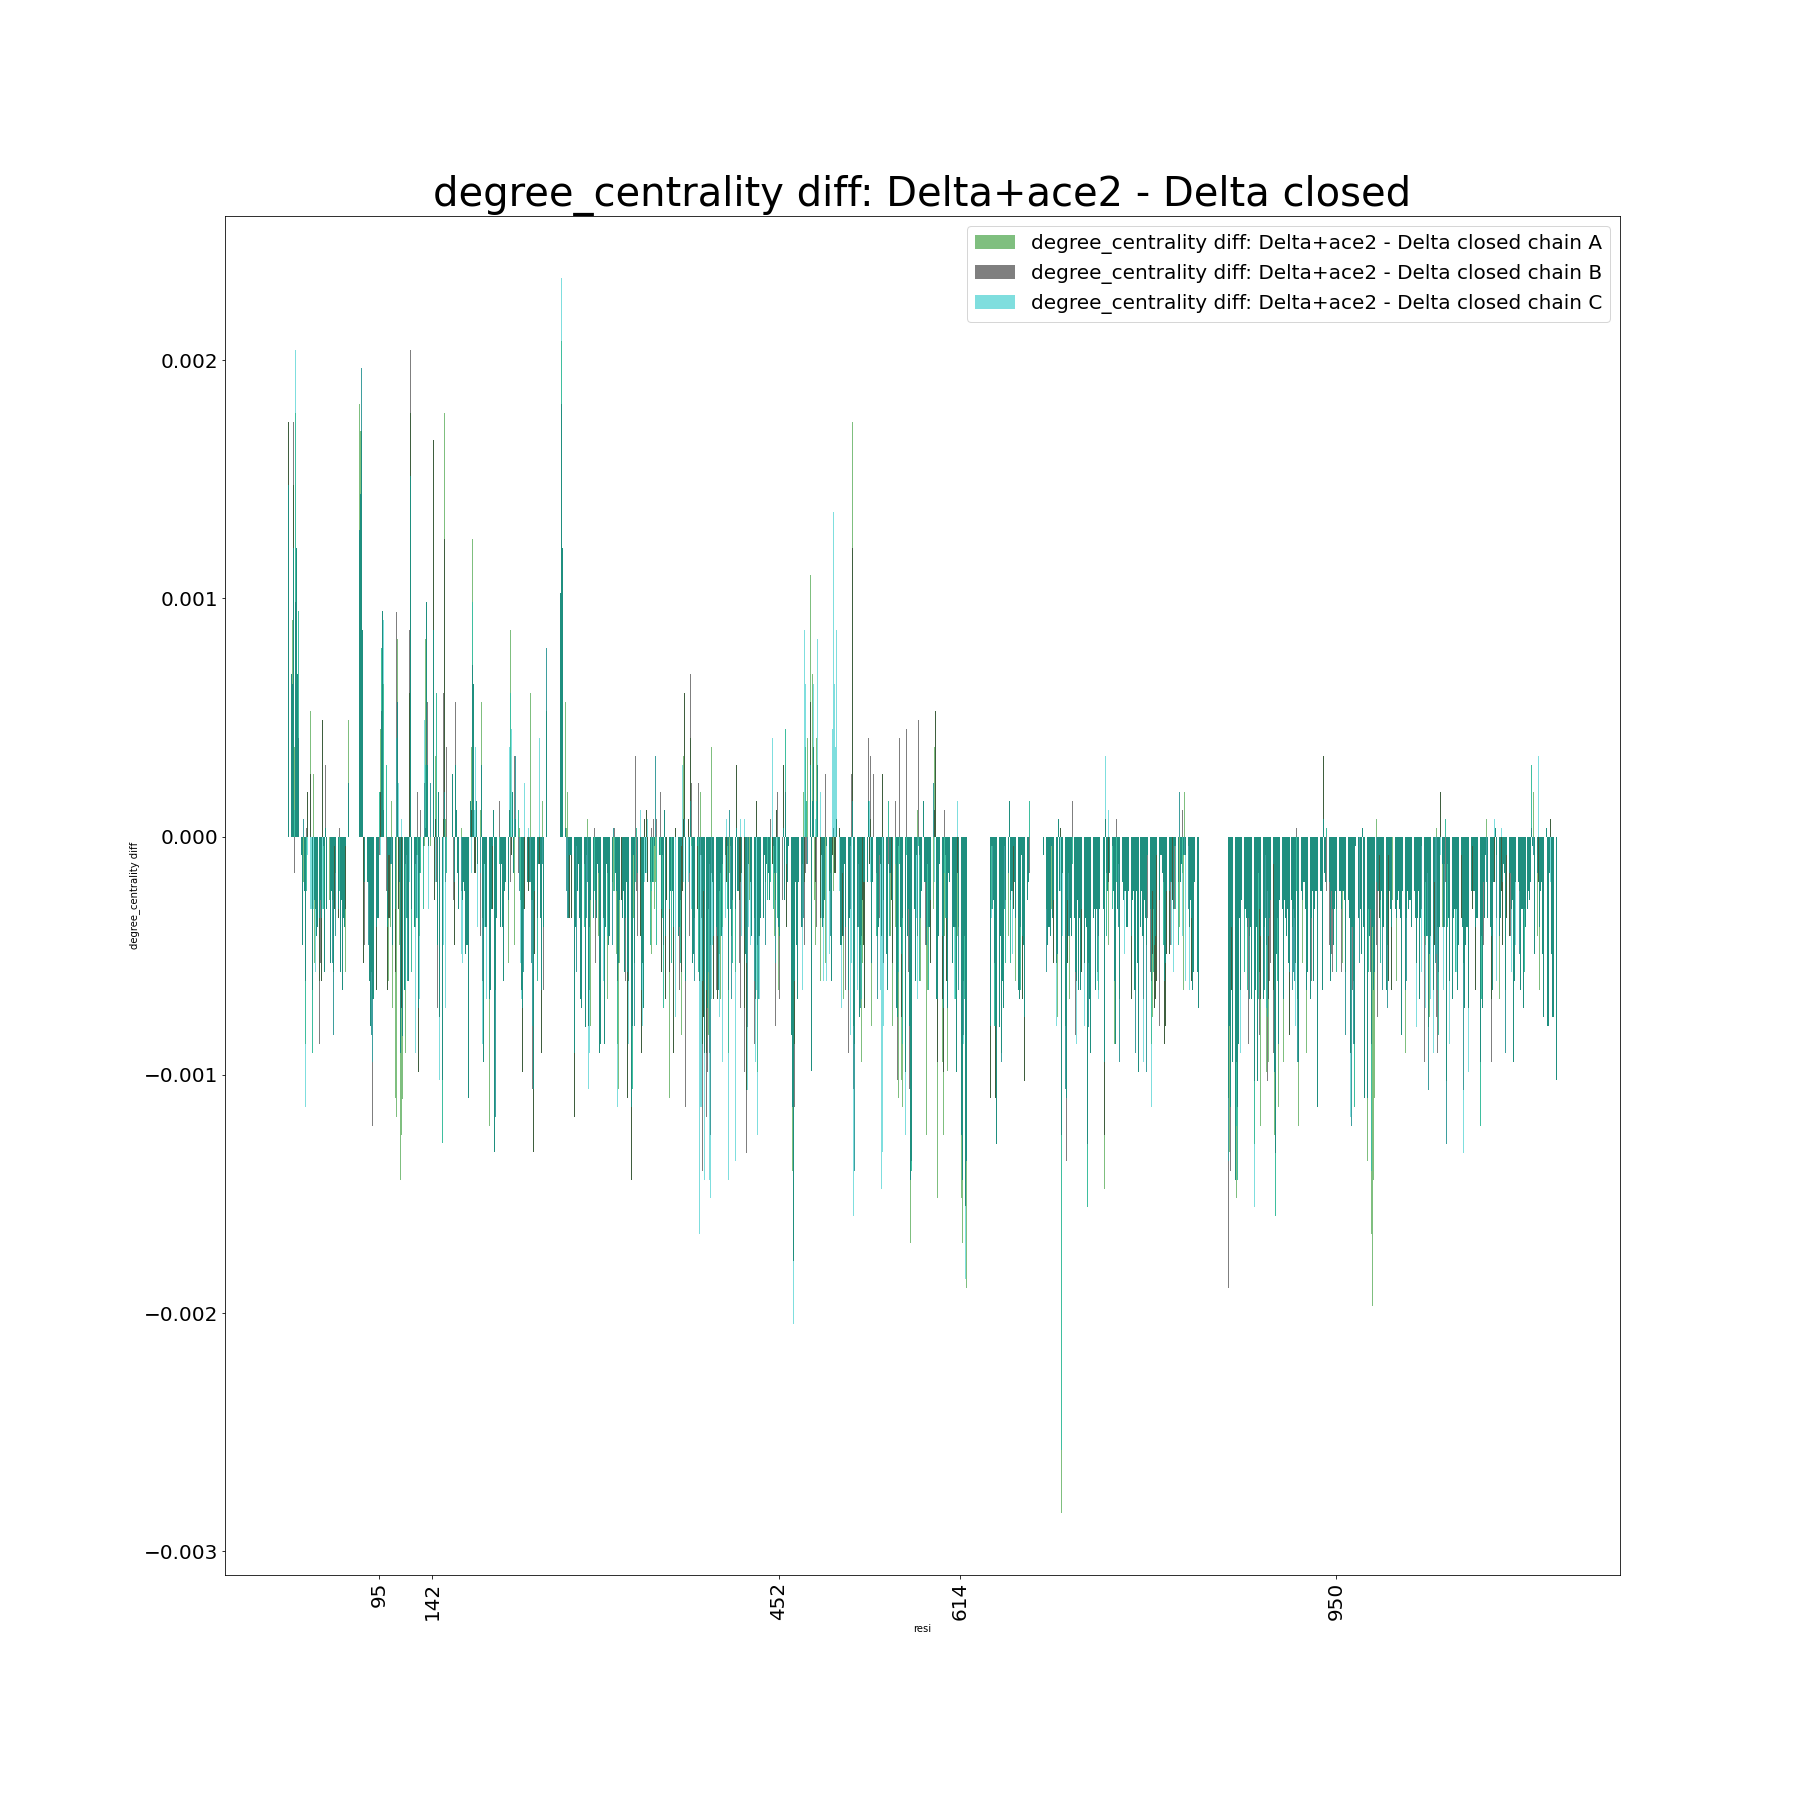 degree_centrality diff: Delta+ace2 - Delta closed
degree_centrality diff: Delta+ace2 - Delta closed chain A
degree_centrality diff: Delta+ace2 - Delta closed chain B
degree_centrality diff: Delta+ace2 - Delta closed chain C
0.002
0.001
0.000
−0.001
−0.002
−0.003
degree_centrality diff
95
142
452
614
950
resi